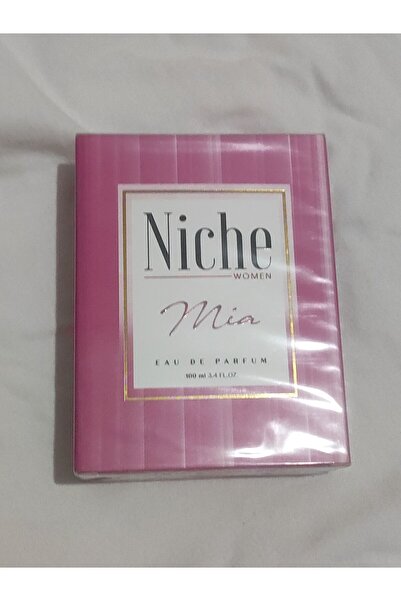 Niche
WOMEN
Mia
EAU DE PARFUM
100 ml 3.4 FL.OZ.